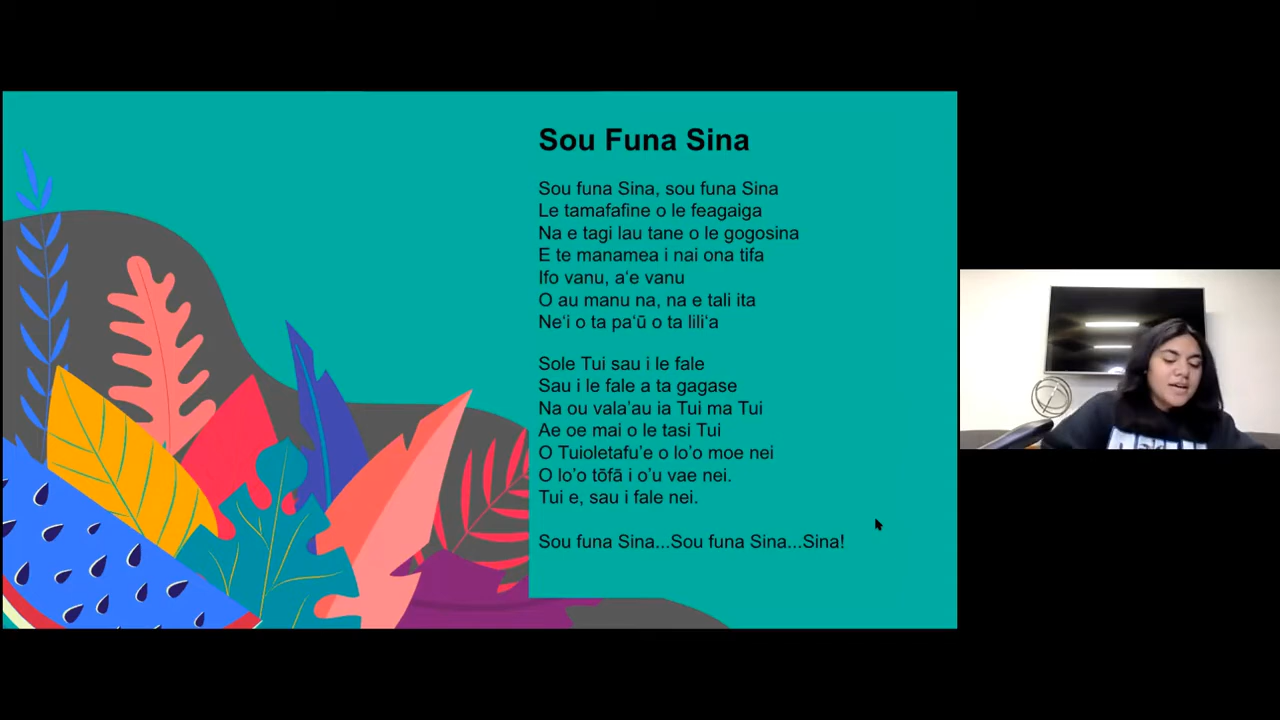 Sou Funa Sina
Sou funa Sina, sou funa Sina
Le tamafafine o le feagaiga
Na e tagi lau tane o le gogosina
E te manamea i nai ona tifa
Ifo vanu, a‘e vanu
O au manu na, na e tali ita
Ne‘i o ta pa‘ū o ta lili‘a
Sole Tui sau i le fale
Sau i le fale a ta gagase
Na ou vala’au ia Tui ma Tui
Ae oe mai o le tasi Tui
O Tuioletafu’e o lo’o moe nei
O lo’o tōfā i o’u vae nei.
Tui e, sau i fale nei.
Sou funa Sina...Sou funa Sina...Sina!